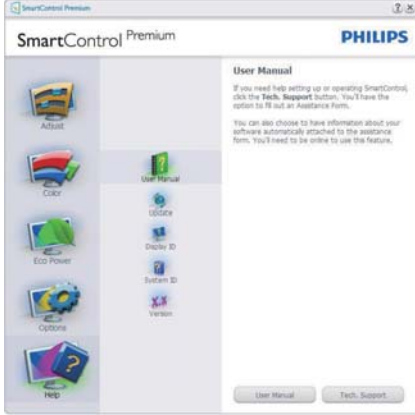 SmartControl Premium
SmartControl Premium
PHILIPS
Adjust
Color
Eco Power
Options
Help
User Manual
Update
Display ID
System ID
Version
User Manual
If you need help setting up or operating SmartControl,
click the Tech. Support button. You'll have the
option to fill out an Assistance Form.
You can also choose to have information about your
software automatically attached to the assistance
form. You'll need to be online to use this feature.
User Manual
Tech. Support